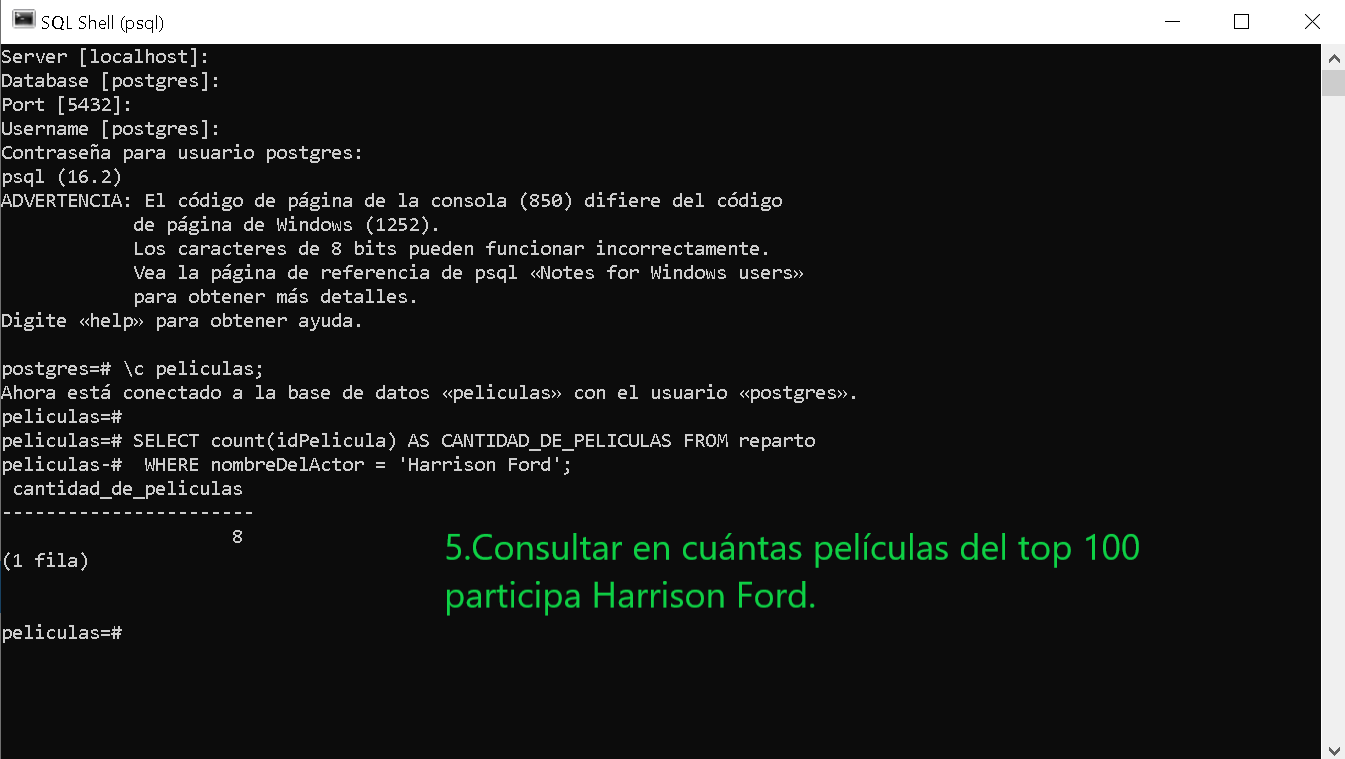 SQL Shell (psql)
Server [localhost]:
Database [postgres]:
Port [5432]:
Username [postgres]:
Contraseña para usuario postgres:
psql (16.2)
ADVERTENCIA: El código de página de la consola (850) difiere del código
de página de Windows (1252).
Los caracteres de 8 bits pueden funcionar incorrectamente.
Vea la página de referencia de psql «Notes for Windows users»
para obtener más detalles.
Digite «help» para obtener ayuda.
postgres=# \c peliculas;
Ahora está conectado a la base de datos «peliculas» con el usuario «postgres».
peliculas=#
peliculas=# SELECT count(idPelicula) AS CANTIDAD_DE_PELICULAS FROM reparto
peliculas-#  WHERE nombreDelActor = 'Harrison Ford';
cantidad_de_peliculas
-----------------------
8
(1 fila)
5.Consultar en cuántas películas del top 100
participa Harrison Ford.
peliculas=#